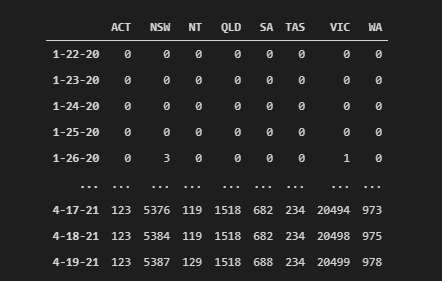 ACT NSW NT QLD SA TAS VIC WA
1-22-20 0 0 0 0 0 0 0 0
1-23-20 0 0 0 0 0 0 0 0
1-24-20 0 0 0 0 0 0 0 0
1-25-20 0 0 0 0 0 0 0 0
1-26-20 0 3 0 0 0 0 1 0
... ... ... ... ... ... ... ... ...
4-17-21 123 5376 119 1518 682 234 20494 973
4-18-21 123 5384 119 1518 682 234 20498 975
4-19-21 123 5387 129 1518 688 234 20499 978